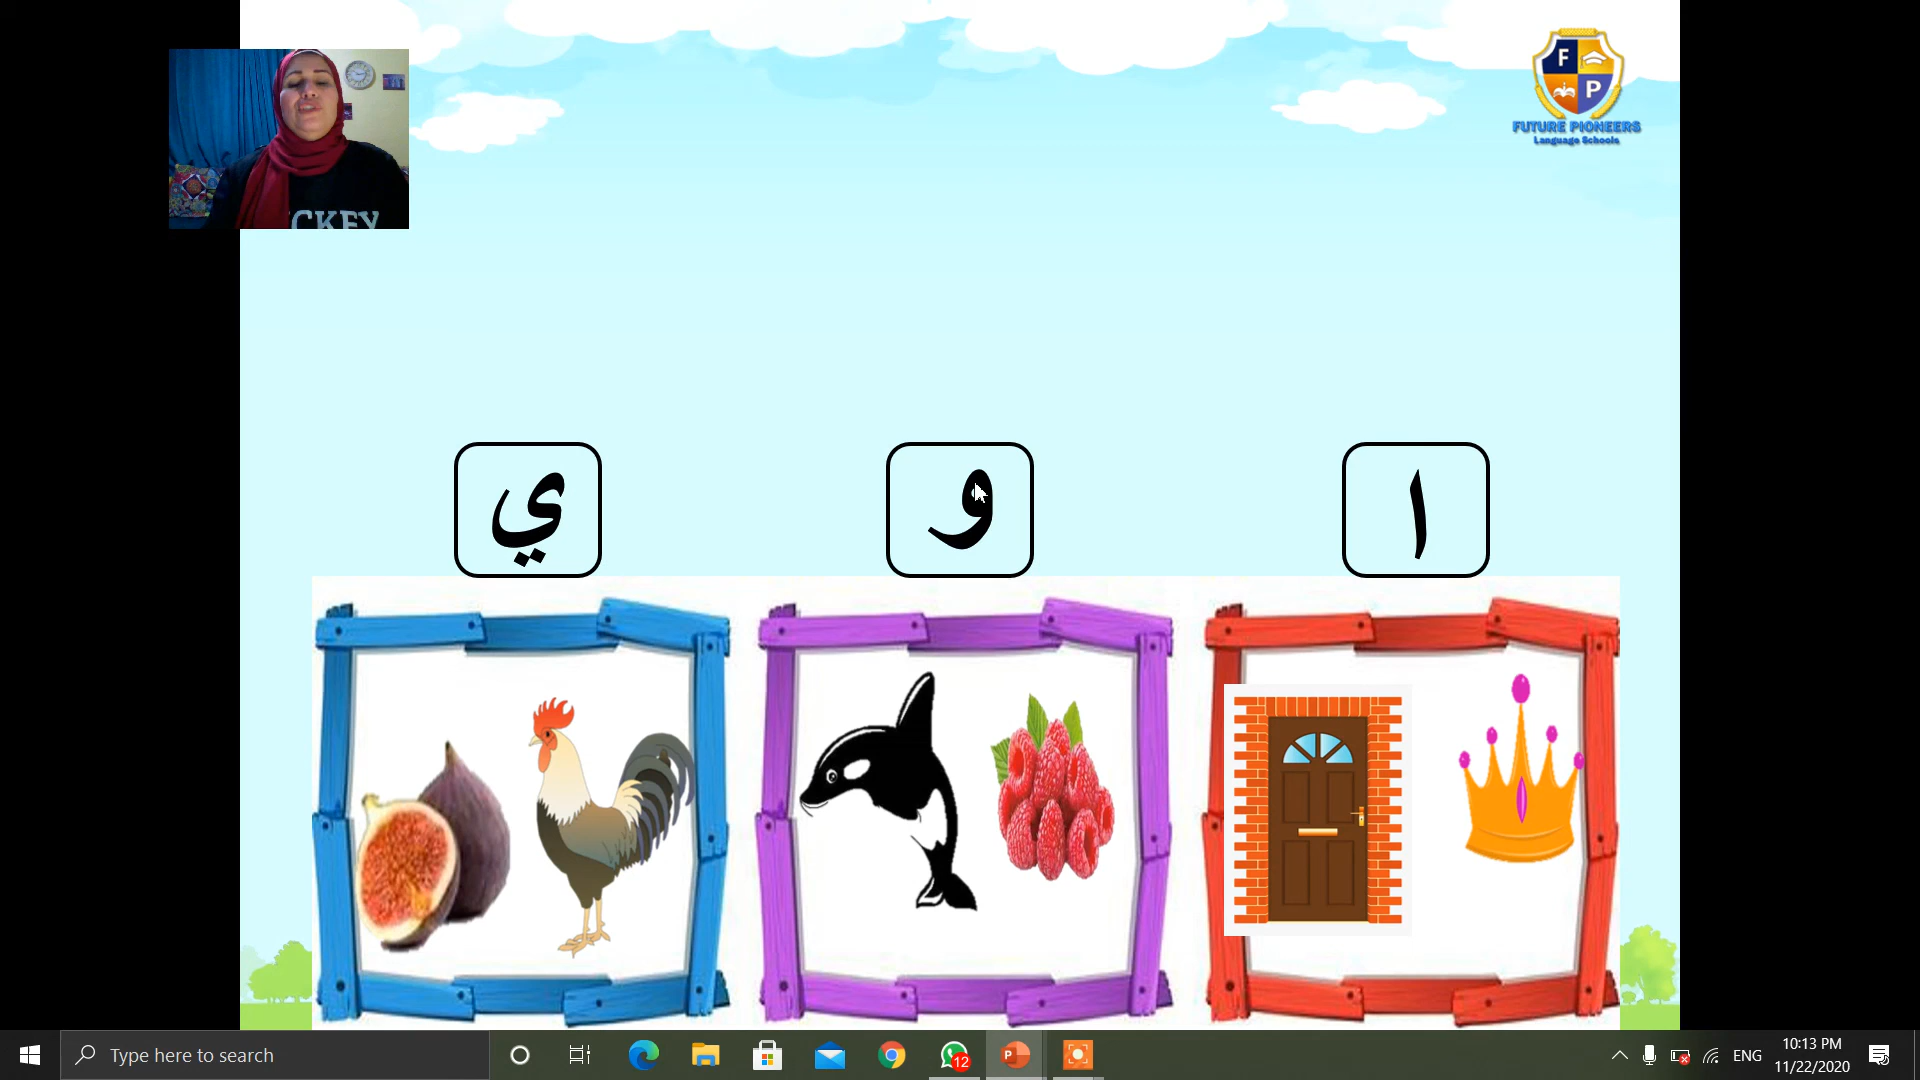 F
P
FUTURE PIONEERS
Language Schools
CKEY
ا
و
ي
Type here to search
12
P
ENG
10:13 PM
11/22/2020